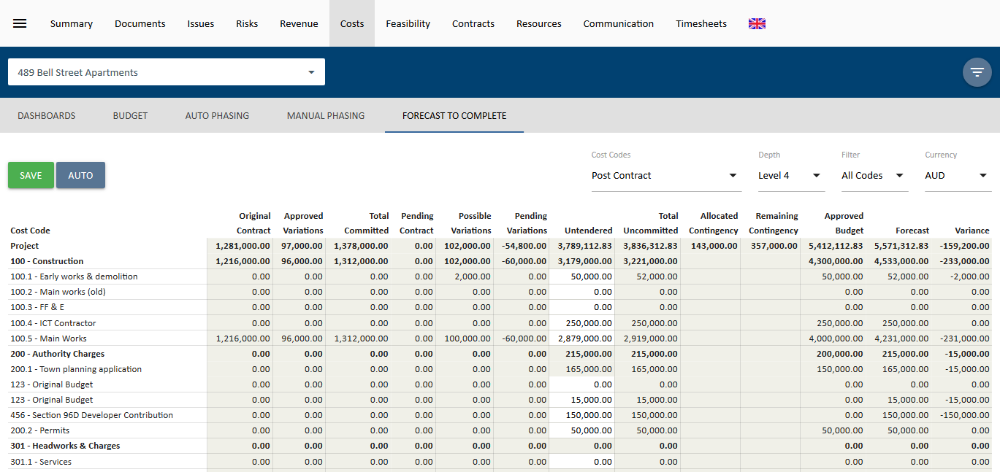 Summary Documents Issues Risks Revenue Costs Feasibility Contracts Resources Communication Timesheets
489 Bell Street Apartments
DASHBOARDS BUDGET AUTO PHASING MANUAL PHASING FORECAST TO COMPLETE
Cost Codes Depth Filter Currency
SAVE AUTO Post Contract Level 4 All Codes AUD
Original Approved Total Pending Possible Pending Total Allocated Remaining Approved
Cost Code Contract Variations Committed Contract Variations Variations Untendered Uncommitted Contingency Contingency Budget Forecast Variance
Project 1,281,000.00 97,000.00 1,378,000.00 0.00 102,000.00 -54,800.00 3,789,112.83 3,836,312.83 143,000.00 357,000.00 5,412,112.83 5,571,312.83 -159,200.00
100 - Construction 1,216,000.00 96,000.00 1,312,000.00 0.00 102,000.00 -60,000.00 3,179,000.00 3,221,000.00 4,300,000.00 4,533,000.00 -233,000.00
100.1 - Early works & demolition 0.00 0.00 0.00 0.00 2,000.00 0.00 50,000.00 52,000.00 50,000.00 52,000.00 -2,000.00
100.2 - Main works (old) 0.00 0.00 0.00 0.00 0.00 0.00 0.00 0.00 0.00 0.00 0.00
100.3 - FF & E 0.00 0.00 0.00 0.00 0.00 0.00 0.00 0.00 0.00 0.00 0.00
100.4 - ICT Contractor 0.00 0.00 0.00 0.00 0.00 0.00 250,000.00 250,000.00 250,000.00 250,000.00 0.00
100.5 - Main Works 1,216,000.00 96,000.00 1,312,000.00 0.00 100,000.00 -60,000.00 2,879,000.00 2,919,000.00 4,000,000.00 4,231,000.00 -231,000.00
200 - Authority Charges 0.00 0.00 0.00 0.00 0.00 0.00 215,000.00 215,000.00 200,000.00 215,000.00 -15,000.00
200.1 - Town planning application 0.00 0.00 0.00 0.00 0.00 0.00 165,000.00 165,000.00 150,000.00 165,000.00 -15,000.00
123 - Original Budget 0.00 0.00 0.00 0.00 0.00 0.00 0.00 0.00 0.00 0.00 0.00
123 - Original Budget 0.00 0.00 0.00 0.00 0.00 0.00 15,000.00 15,000.00 0.00 15,000.00 -15,000.00
456 - Section 96D Developer Contribution 0.00 0.00 0.00 0.00 0.00 0.00 150,000.00 150,000.00 0.00 150,000.00 -150,000.00
200.2 - Permits 0.00 0.00 0.00 0.00 0.00 0.00 50,000.00 50,000.00 50,000.00 50,000.00 0.00
301 - Headworks & Charges 0.00 0.00 0.00 0.00 0.00 0.00 0.00 0.00 0.00 0.00 0.00
301.1 - Services 0.00 0.00 0.00 0.00 0.00 0.00 0.00 0.00 0.00 0.00 0.00